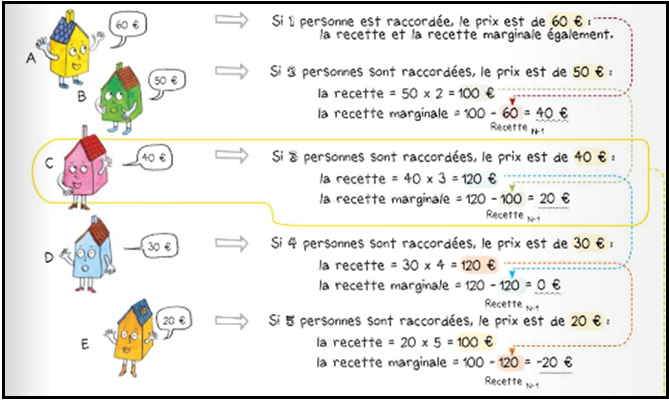 A
60 €
Si 1 personne est raccordée, le prix est de 60 € :
la recette et la recette marginale également.
B
50 €
Si 2 personnes sont raccordées, le prix est de 50 € :
la recette = 50 x 2 = 100 €
la recette marginale = 100 - 60 = 40 €
Recette N-1
C
40 €
Si 3 personnes sont raccordées, le prix est de 40 € :
la recette = 40 x 3 = 120 €
la recette marginale = 120 - 100 = 20 €
Recette N-1
D
30 €
Si 4 personnes sont raccordées, le prix est de 30 € :
la recette = 30 x 4 = 120 €
la recette marginale = 120 - 120 = 0 €
Recette N-1
E
20 €
Si 5 personnes sont raccordées, le prix est de 20 € :
la recette = 20 x 5 = 100 €
la recette marginale = 100 - 120 = -20 €
Recette N-1